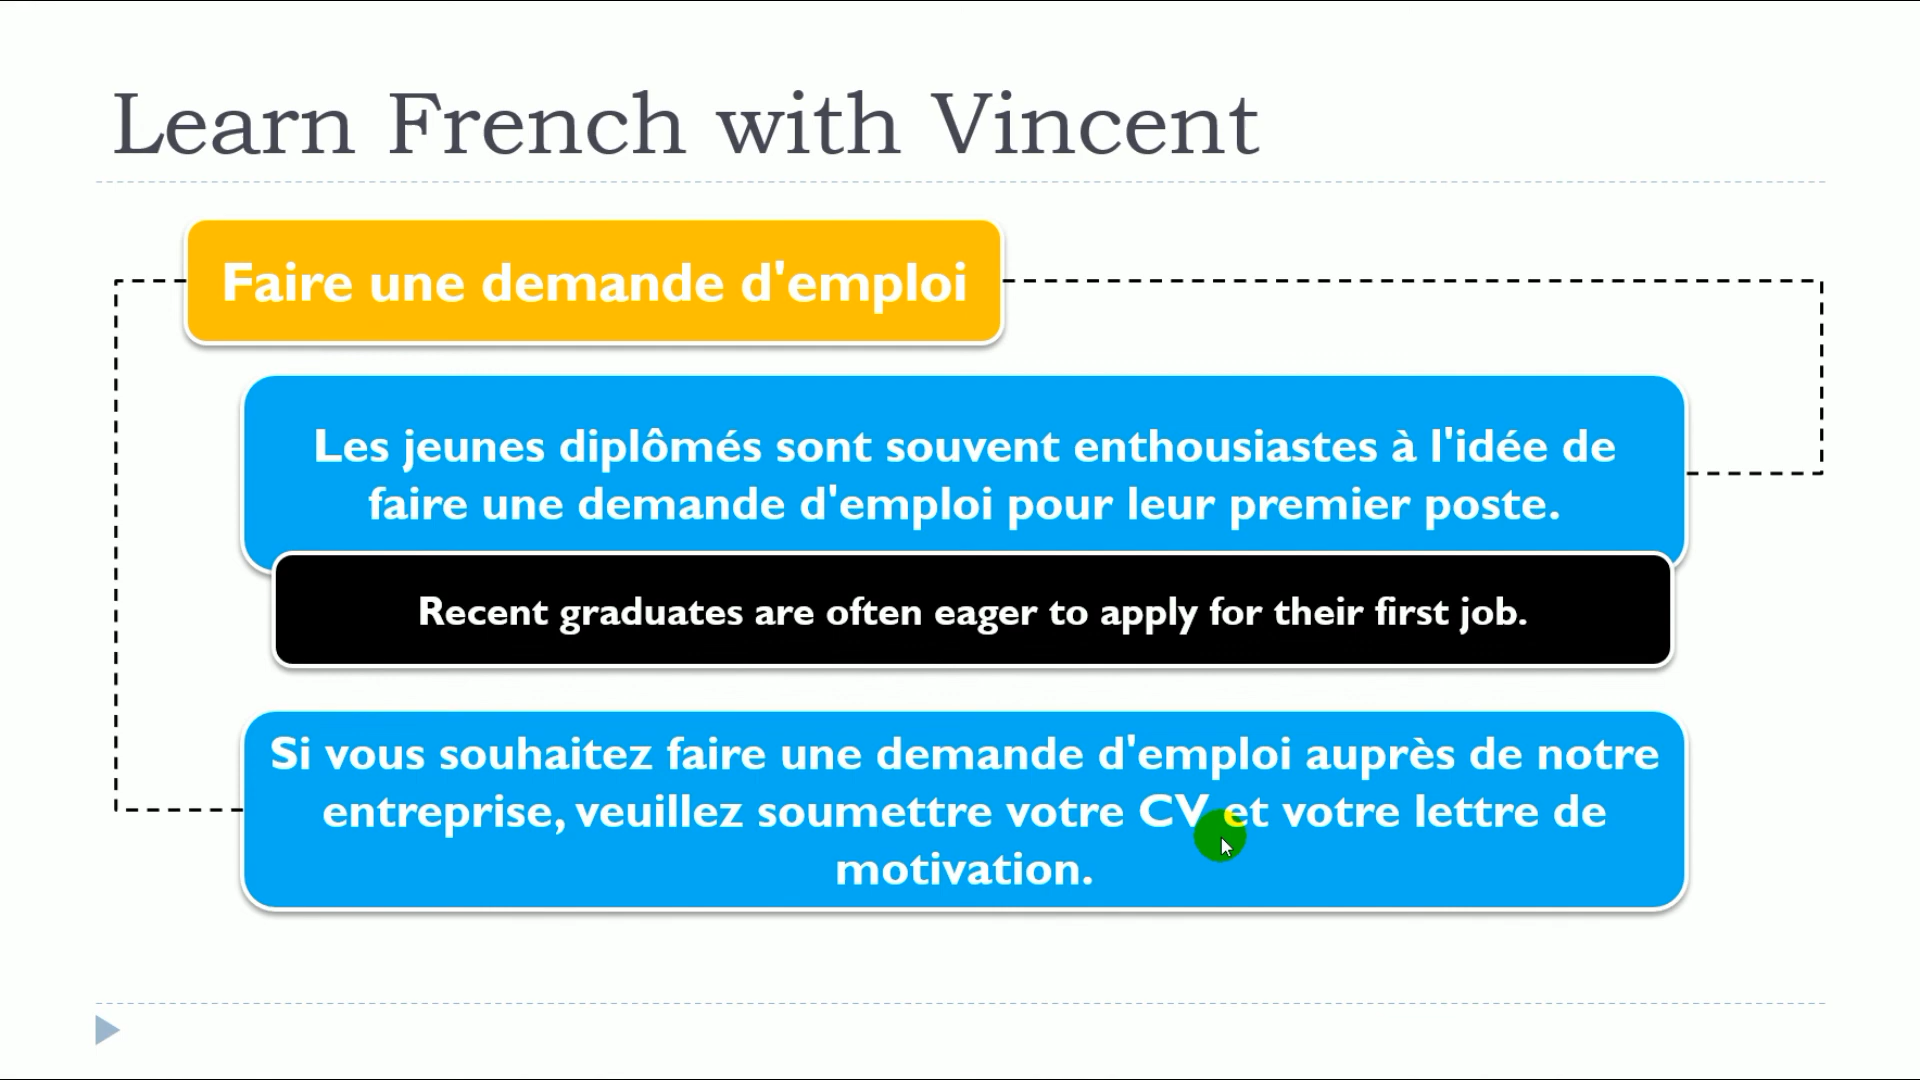 Learn French with Vincent
Faire une demande d'emploi
Les jeunes diplômés sont souvent enthousiastes à l'idée de
faire une demande d'emploi pour leur premier poste.
Recent graduates are often eager to apply for their first job.
Si vous souhaitez faire une demande d'emploi auprès de notre
entreprise, veuillez soumettre votre CV et votre lettre de
motivation.